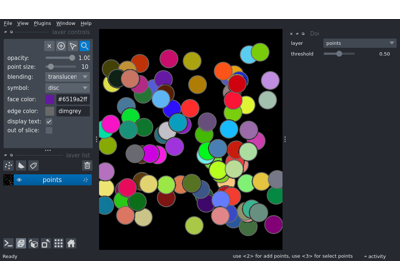 File View Plugins Window Help
layer controls
opacity: 1.00
point size: 10
blending: translucen
symbol: disc
face color: #6519a2ff
edge color: dimgrey
display text:
out of slice:
layer list
points
layer points
threshold 0.50
Ready use <2> for add points, use <3> for select points activity